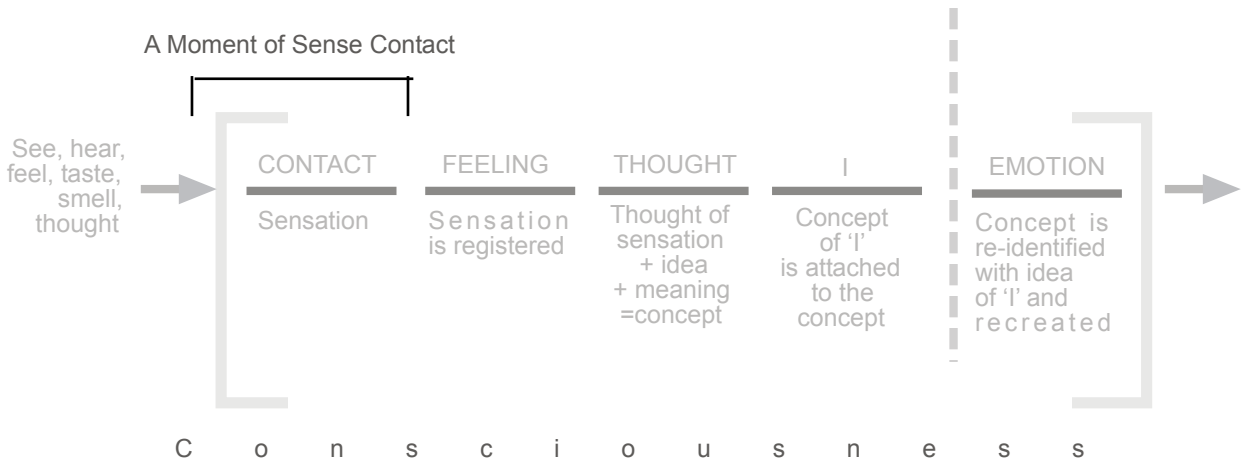 A Moment of Sense Contact
See, hear,
feel, taste,
smell,
thought
CONTACT
Sensation
FEELING
Sensation
is registered
THOUGHT
Thought of
sensation
+ idea
+ meaning
=concept
I
Concept
of ‘I’
is attached
to the
concept
EMOTION
Concept is
re-identified
with idea
of ‘I’ and
recreated
Consciousness